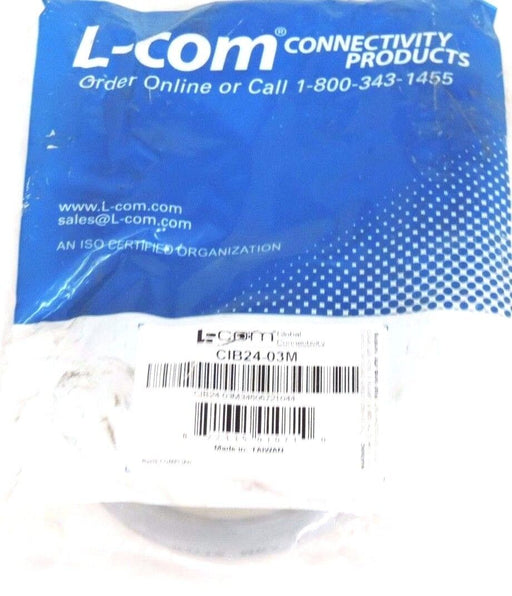 L-com® CONNECTIVITY
PRODUCTS
Order Online or Call 1-800-343-1455
www.L-com.com
sales@L-com.com
AN ISO CERTIFIED ORGANIZATION
L-com Global
Connectivity
CIB24-03M
Made in TAIWAN